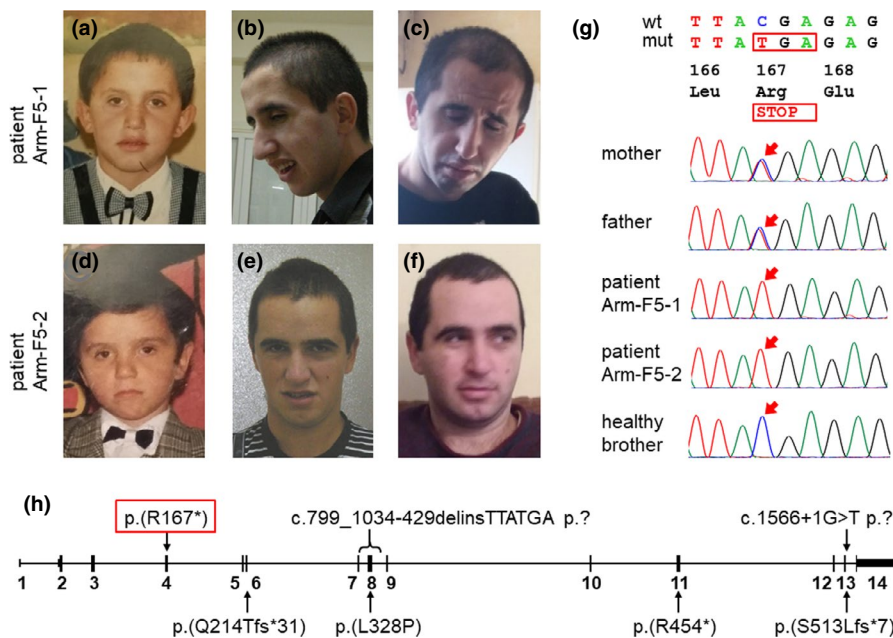 (a)
(b)
(c)
patient
Arm-F5-1
(d)
(e)
(f)
patient
Arm-F5-2
(g)
wt T T A C G A G A G
mut T T A T G A G A G
166 167 168
Leu Arg Glu
STOP
mother
father
patient
Arm-F5-1
patient
Arm-F5-2
healthy
brother
(h)
p.(R167*)
c.799_1034-429delinsTTATGA p.?
c.1566+1G>T p.?
1 2 3 4 5 6 7 8 9 10 11 12 13 14
p.(Q214Tfs*31)
p.(L328P)
p.(R454*)
p.(S513Lfs*7)